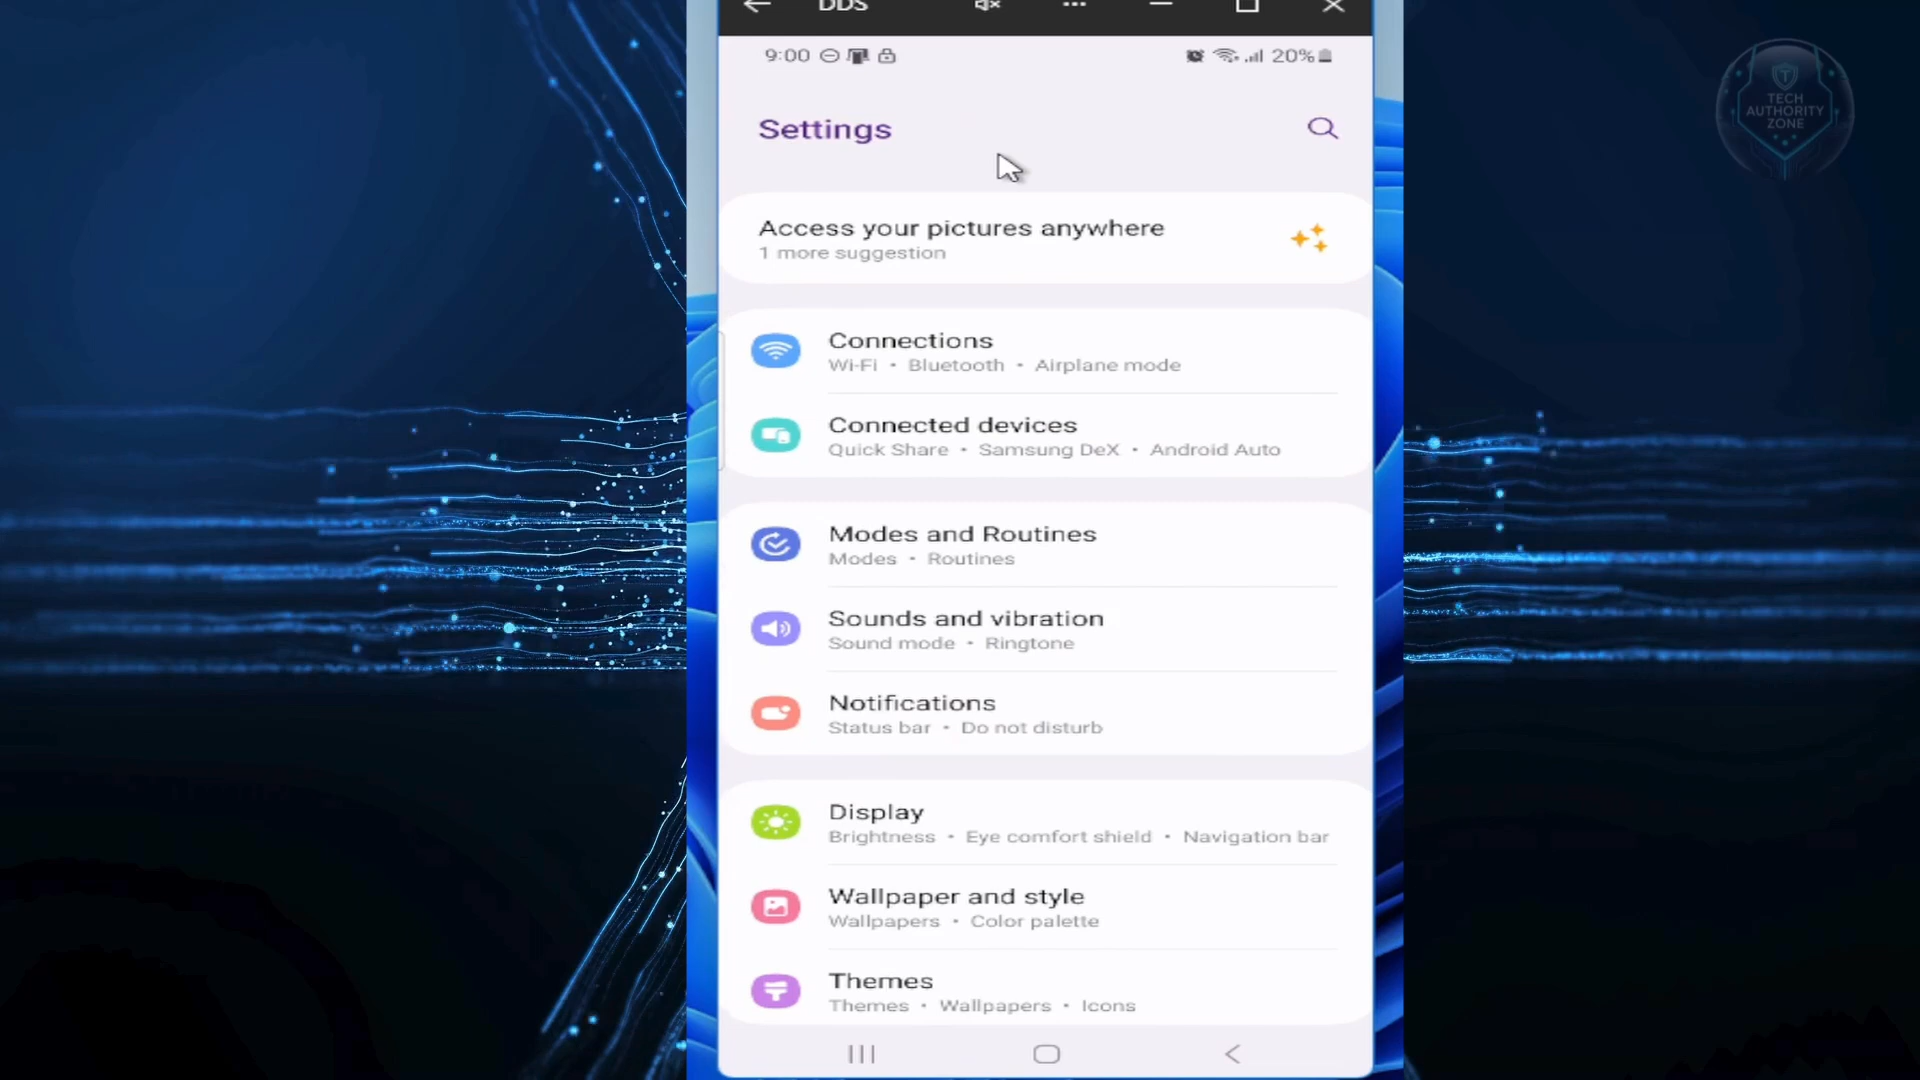 DDS
9:00
20%
TECH
AUTHORITY
ZONE
Settings
Access your pictures anywhere
1 more suggestion
Connections
Wi-Fi • Bluetooth • Airplane mode
Connected devices
Quick Share • Samsung DeX • Android Auto
Modes and Routines
Modes • Routines
Sounds and vibration
Sound mode • Ringtone
Notifications
Status bar • Do not disturb
Display
Brightness • Eye comfort shield • Navigation bar
Wallpaper and style
Wallpapers • Color palette
Themes
Themes • Wallpapers • Icons